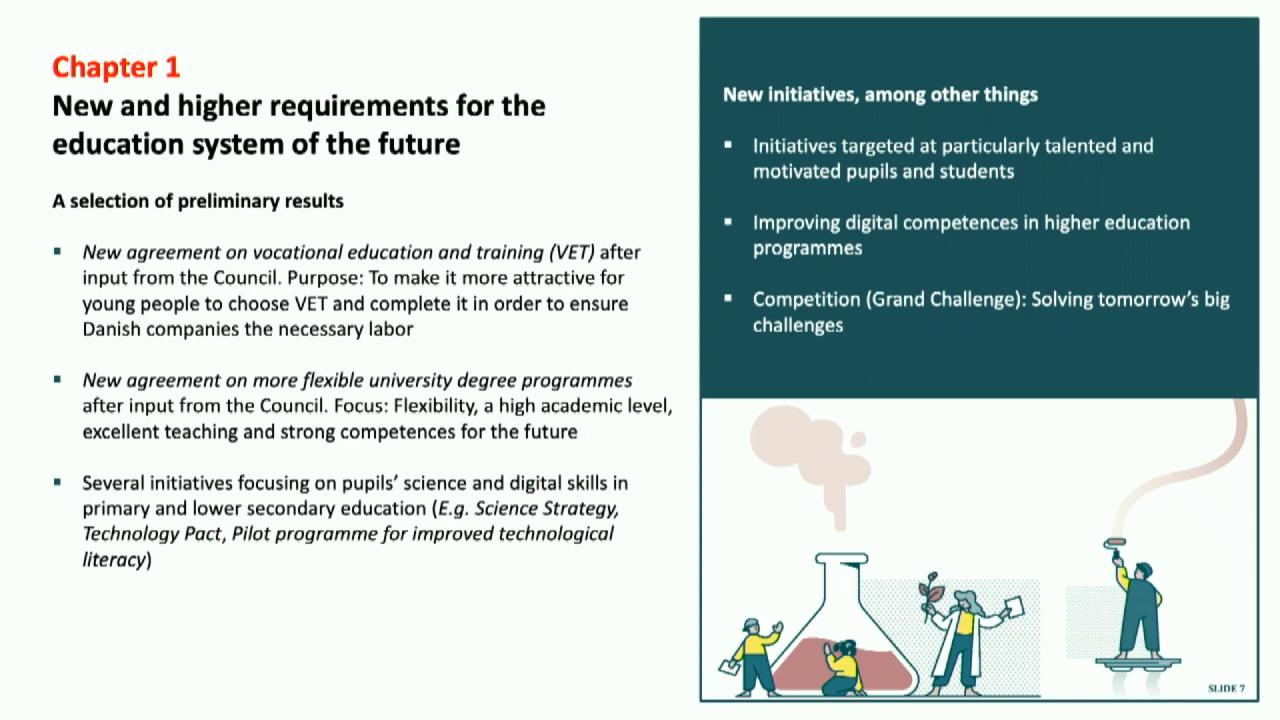 Chapter 1
New and higher requirements for the
education system of the future
A selection of preliminary results
▪ New agreement on vocational education and training (VET) after
input from the Council. Purpose: To make it more attractive for
young people to choose VET and complete it in order to ensure
Danish companies the necessary labor
▪ New agreement on more flexible university degree programmes
after input from the Council. Focus: Flexibility, a high academic level,
excellent teaching and strong competences for the future
▪ Several initiatives focusing on pupils’ science and digital skills in
primary and lower secondary education (E.g. Science Strategy,
Technology Pact, Pilot programme for improved technological
literacy)
New initiatives, among other things
▪ Initiatives targeted at particularly talented and
motivated pupils and students
▪ Improving digital competences in higher education
programmes
▪ Competition (Grand Challenge): Solving tomorrow’s big
challenges
SLIDE 7